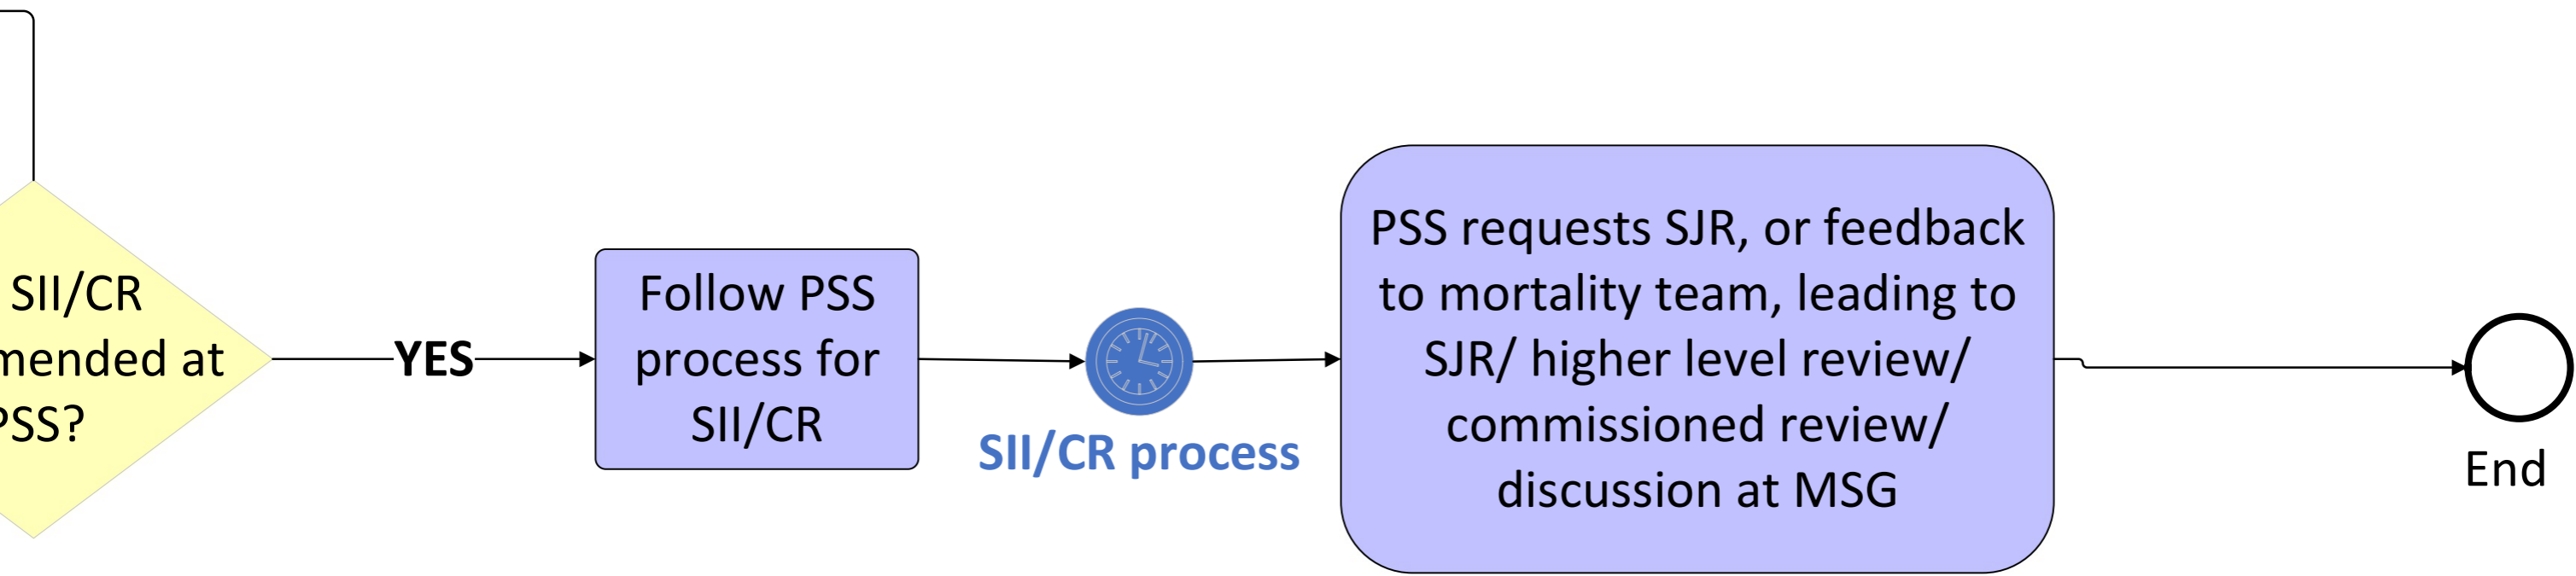 SII/CR
mended at
PSS?
YES
Follow PSS
process for
SII/CR
SII/CR process
PSS requests SJR, or feedback
to mortality team, leading to
SJR/ higher level review/
commissioned review/
discussion at MSG
End